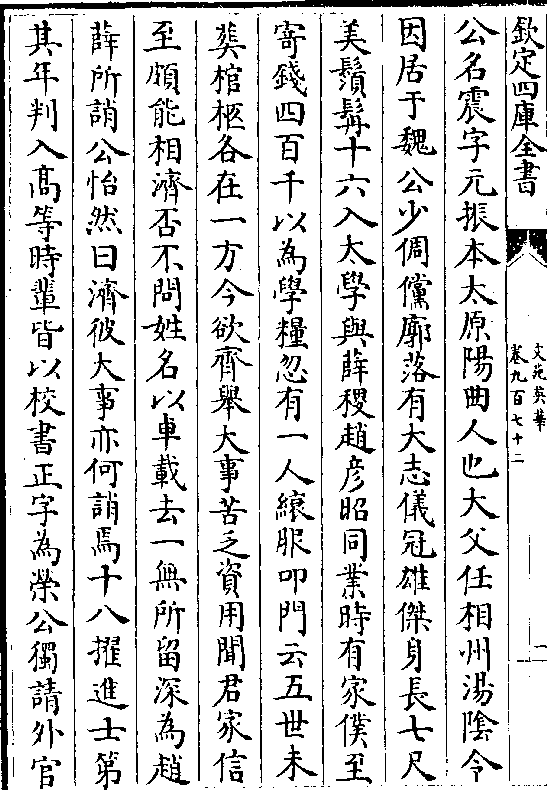 欽定四庫全書
文苑英華
卷九百七十二
二
公名震字元振本太原陽曲人也大父任相州湯陰令
因居于魏公少倜儻廓落有大志儀冠雄傑身長七尺
美鬚髯十六入太學與薛稷趙彦昭同業時有家僕至
寄錢四百千以為學糧忽有一人縗服叩門云五世未
葬棺柩各在一方今欲齊舉大事苦乏資用聞君家信
至頗能相濟否不問姓名以車載去一無所留深為趙
薛所誚公怡然曰濟彼大事亦何誚焉十八擢進士第
其年判入髙等時輩皆以校書正字為榮公獨請外官